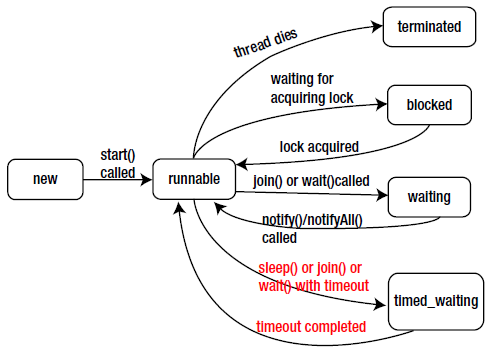 terminated
thread dies
waiting for
acquiring lock
blocked
lock acquired
start()
called
new
runnable
join() or wait()called
waiting
notify()/notifyAll()
called
sleep() or join() or
wait() with timeout
timed_waiting
timeout completed